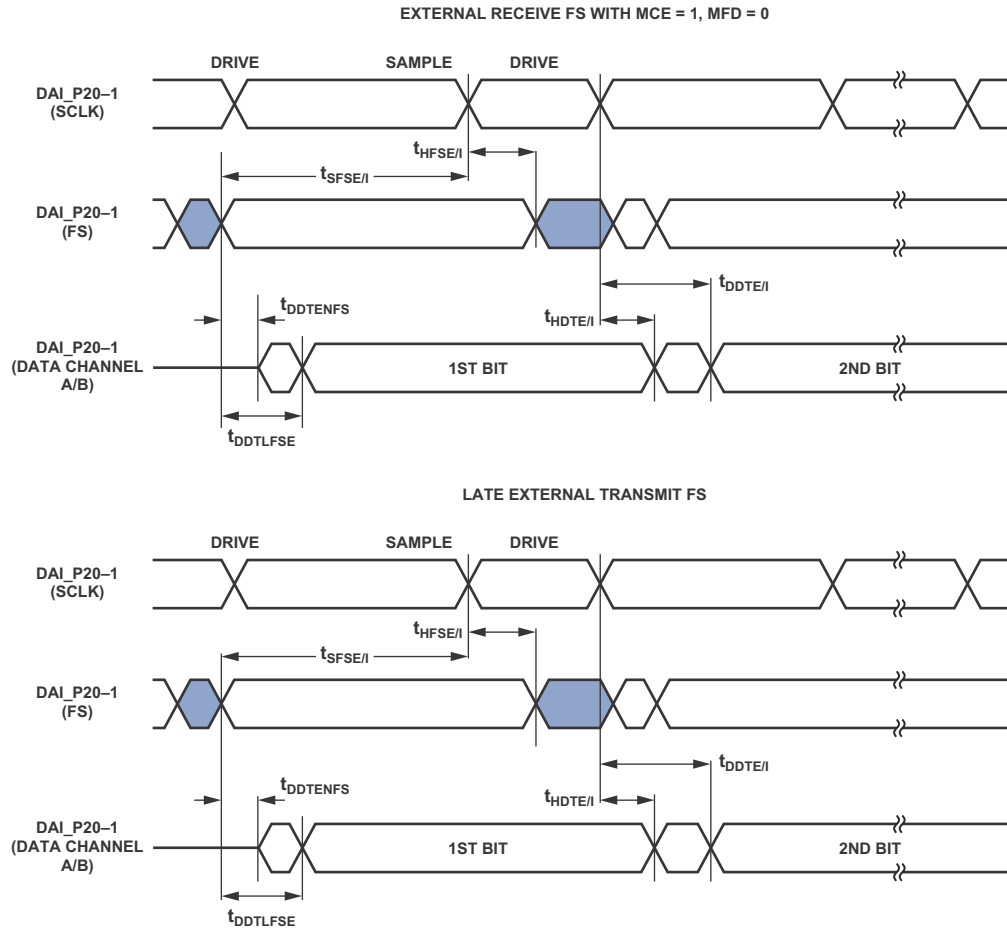 EXTERNAL RECEIVE FS WITH MCE = 1, MFD = 0
DRIVE SAMPLE DRIVE
DAI_P20–1
(SCLK)
tHFSE/I
tSFSE/I
DAI_P20–1
(FS)
tDDTE/I
tDDTENFS
tHDTE/I
DAI_P20–1
(DATA CHANNEL
A/B)
1ST BIT 2ND BIT
tDDTLFSE
LATE EXTERNAL TRANSMIT FS
DRIVE SAMPLE DRIVE
DAI_P20–1
(SCLK)
tHFSE/I
tSFSE/I
DAI_P20–1
(FS)
tDDTE/I
tDDTENFS
tHDTE/I
DAI_P20–1
(DATA CHANNEL
A/B)
1ST BIT 2ND BIT
tDDTLFSE